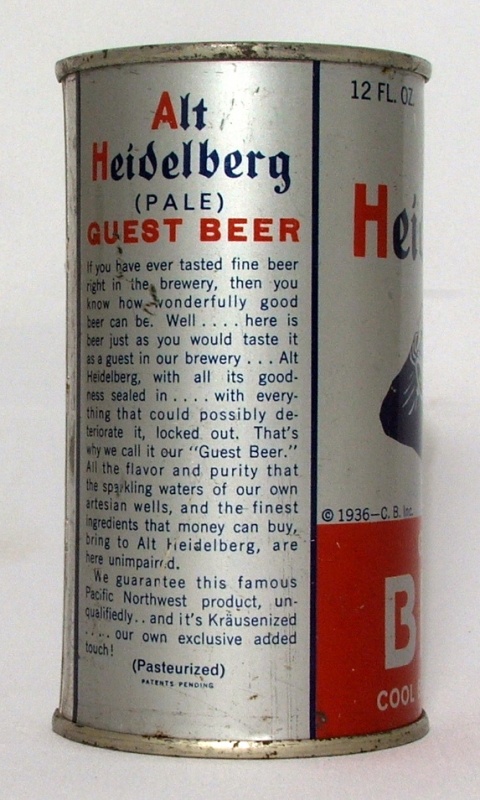 Alt
Heidelberg
(PALE)
GUEST BEER
If you have ever tasted fine beer
right in the brewery, then you
know how wonderfully good
beer can be. Well . . . . here is
beer just as you would taste it
as a guest in our brewery . . . Alt
Heidelberg, with all its good-
ness sealed in . . . . with every-
thing that could possibly de-
teriorate it, locked out. That's
why we call it our "Guest Beer."
All the flavor and purity that
the sparkling waters of our own
artesian wells, and the finest
ingredients that money can buy,
bring to Alt Heidelberg, are
here unimpaired.
We guarantee this famous
Pacific Northwest product, un-
qualifiedly. . and it's Kräusenized
. . . . our own exclusive added
touch!
(Pasteurized)
PATENTS PENDING
12 FL. OZ.
Hei
© 1936-C. B. Inc.
B
COOL